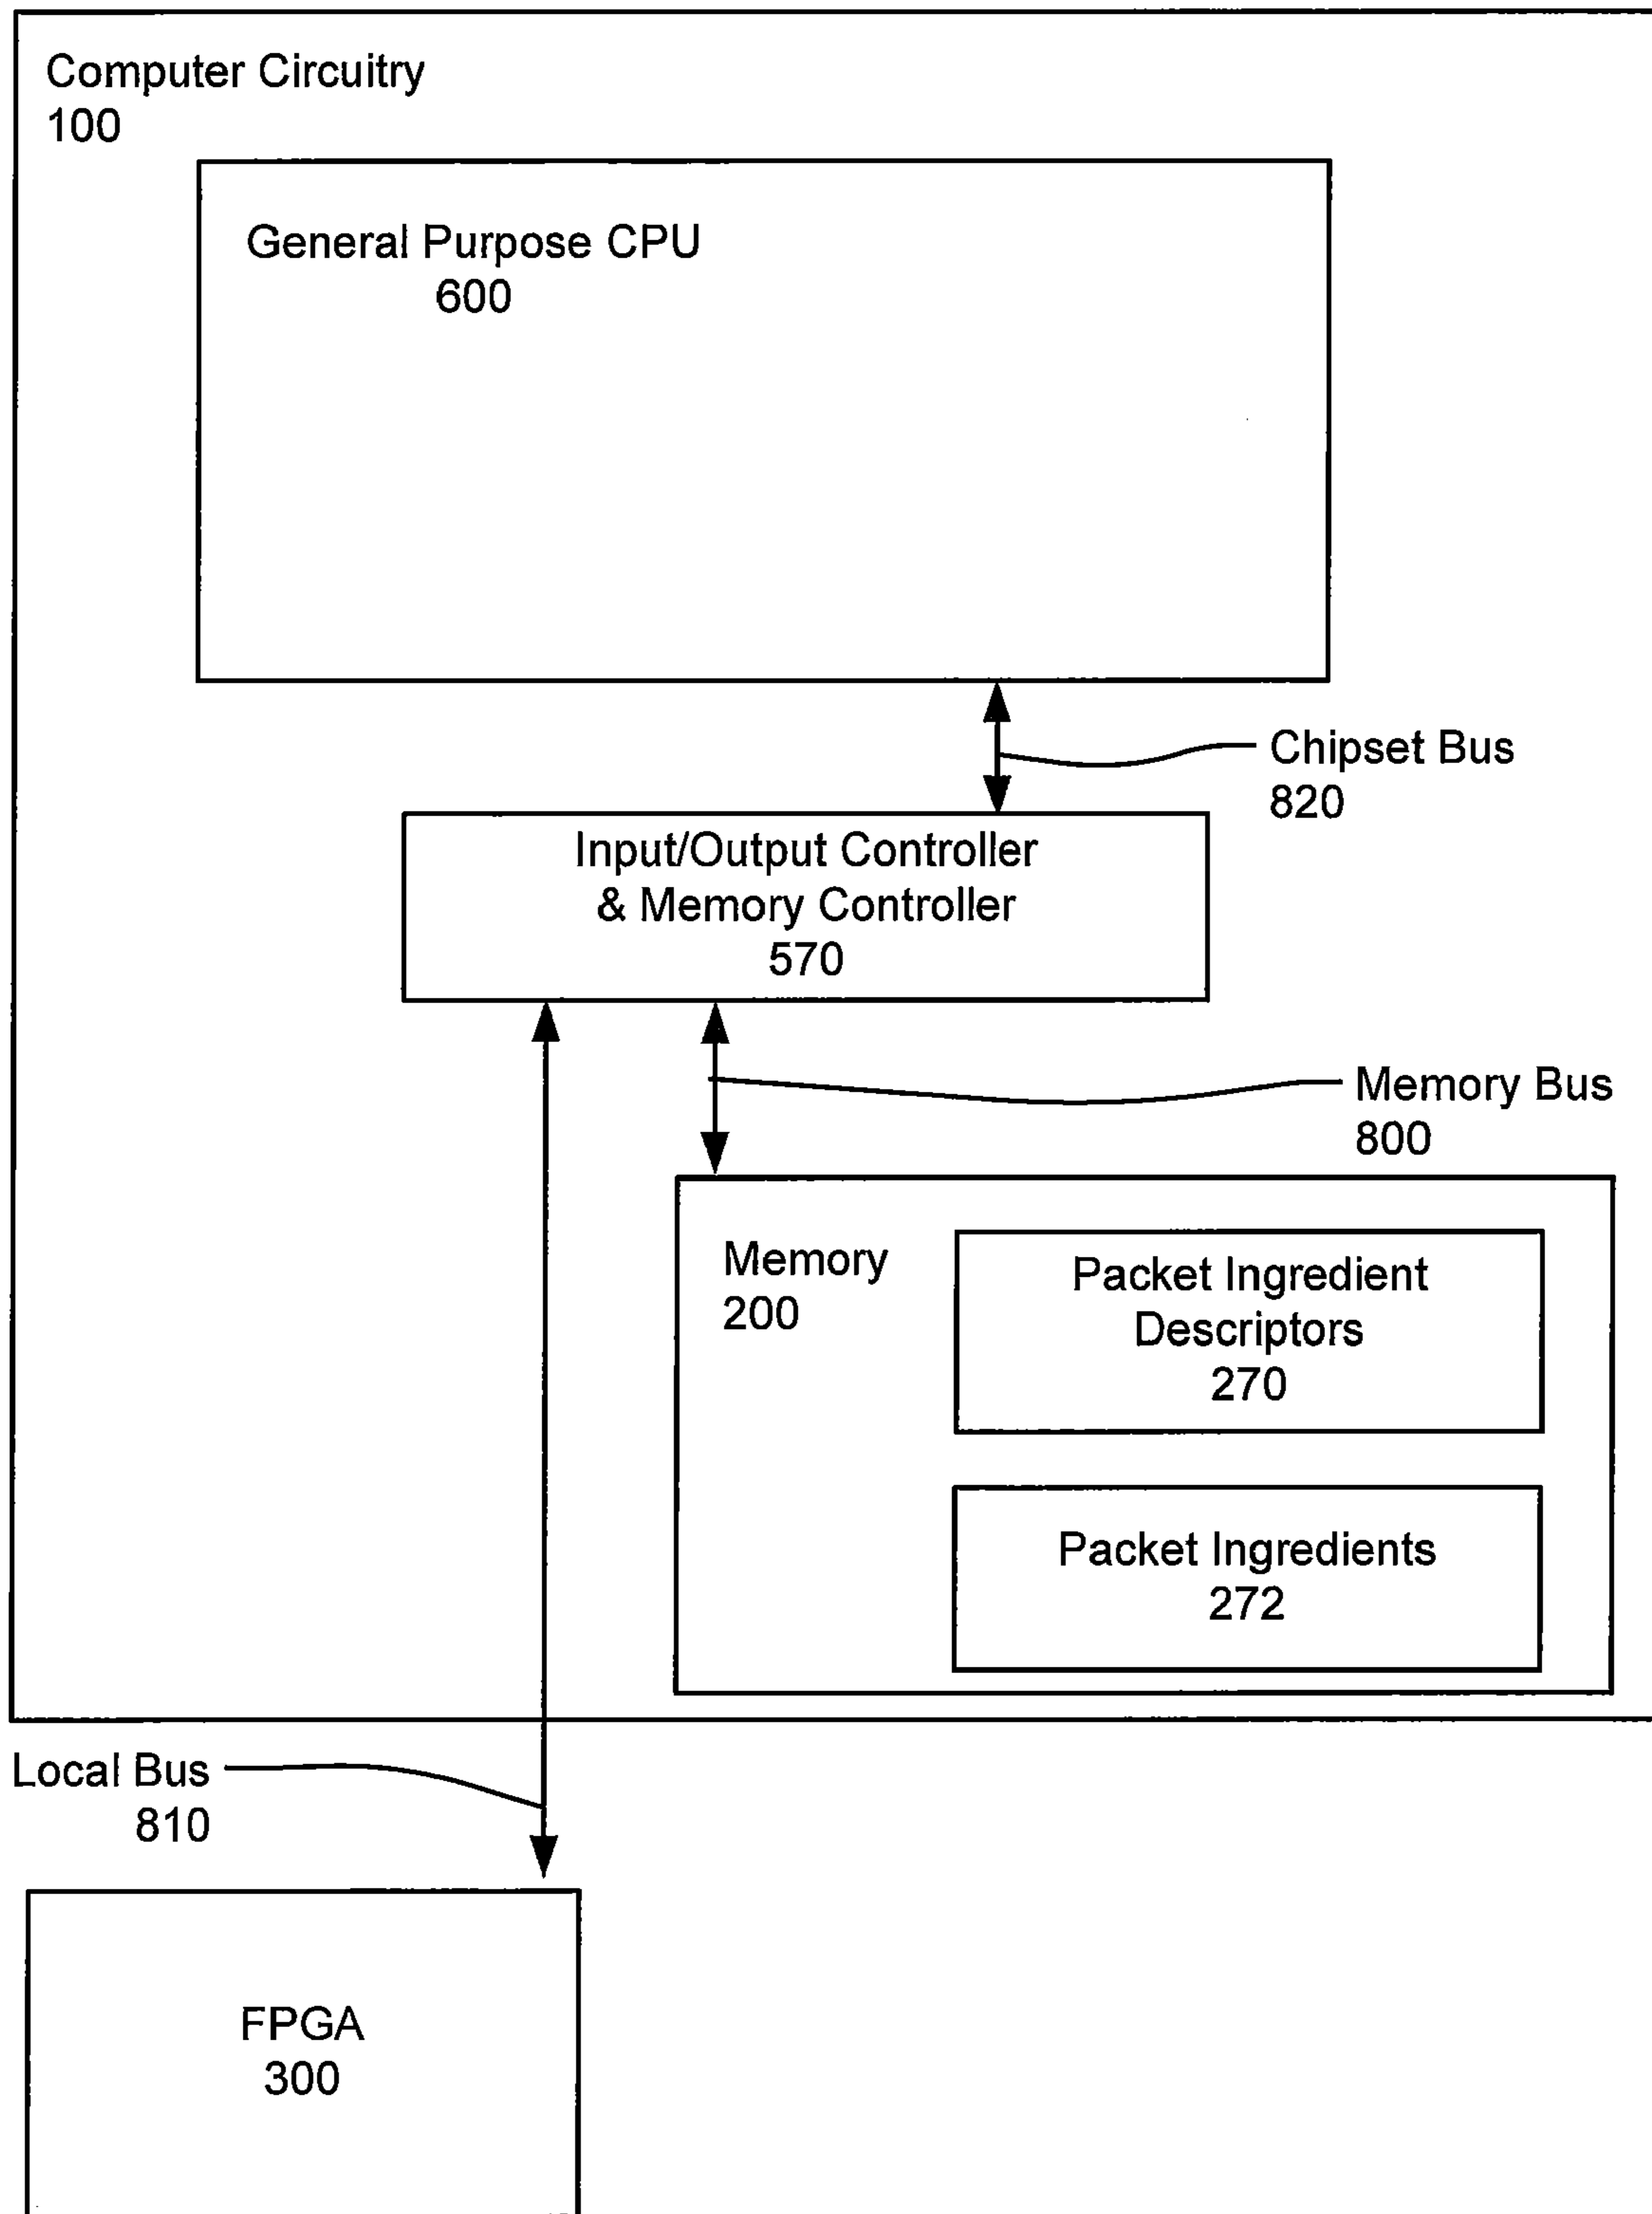 Computer Circuitry
100
General Purpose CPU
600
Chipset Bus
820
Input/Output Controller
& Memory Controller
570
Memory Bus
800
Memory
200
Packet Ingredient
Descriptors
270
Packet Ingredients
272
Local Bus
810
FPGA
300